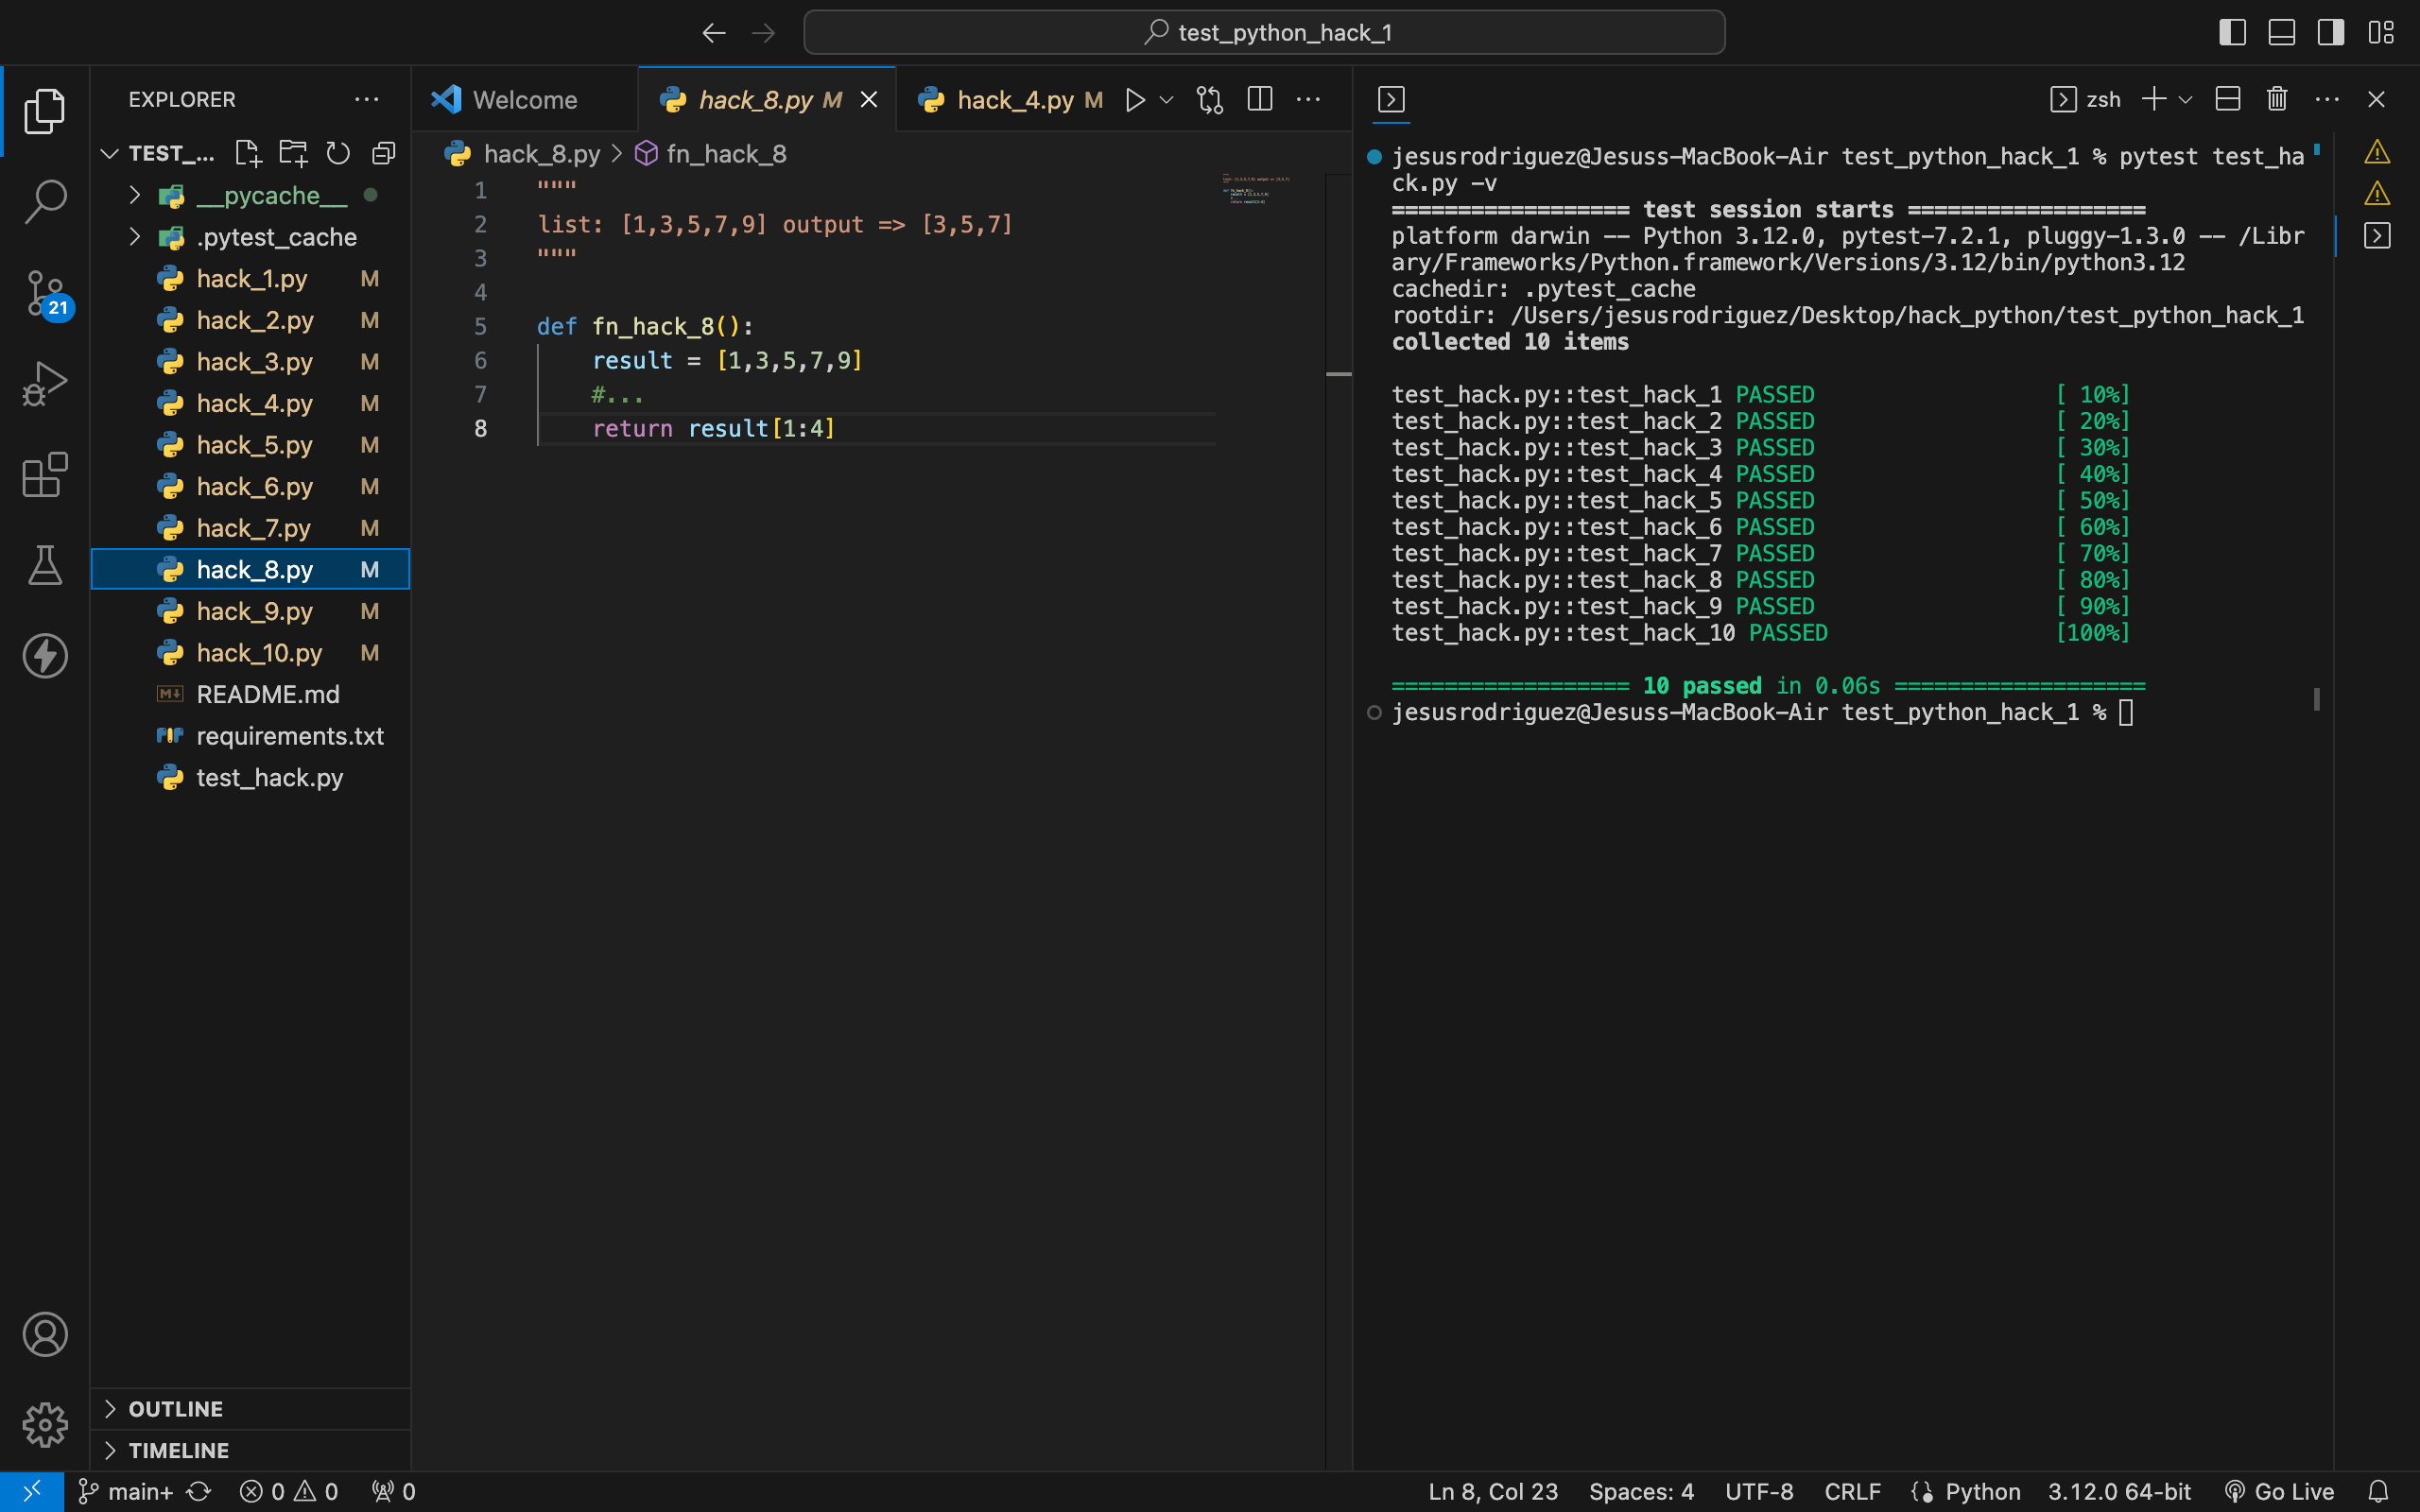 test_python_hack_1
EXPLORER
TEST_...
__pycache__
.pytest_cache
hack_1.py M
hack_2.py M
hack_3.py M
hack_4.py M
hack_5.py M
hack_6.py M
hack_7.py M
hack_8.py M
hack_9.py M
hack_10.py M
README.md
requirements.txt
test_hack.py
21
OUTLINE
TIMELINE
Welcome
hack_8.py M
hack_4.py M
hack_8.py > fn_hack_8
1 """
2 list: [1,3,5,7,9] output => [3,5,7]
3 """
4
5 def fn_hack_8():
6 result = [1,3,5,7,9]
7 #...
8 return result[1:4]
zsh
jesusrodriguez@Jesuss-MacBook-Air test_python_hack_1 % pytest test_ha
ck.py -v
================== test session starts ==================
platform darwin -- Python 3.12.0, pytest-7.2.1, pluggy-1.3.0 -- /Libr
ary/Frameworks/Python.framework/Versions/3.12/bin/python3.12
cachedir: .pytest_cache
rootdir: /Users/jesusrodriguez/Desktop/hack_python/test_python_hack_1
collected 10 items
test_hack.py::test_hack_1 PASSED [ 10%]
test_hack.py::test_hack_2 PASSED [ 20%]
test_hack.py::test_hack_3 PASSED [ 30%]
test_hack.py::test_hack_4 PASSED [ 40%]
test_hack.py::test_hack_5 PASSED [ 50%]
test_hack.py::test_hack_6 PASSED [ 60%]
test_hack.py::test_hack_7 PASSED [ 70%]
test_hack.py::test_hack_8 PASSED [ 80%]
test_hack.py::test_hack_9 PASSED [ 90%]
test_hack.py::test_hack_10 PASSED [100%]
================== 10 passed in 0.06s ===================
jesusrodriguez@Jesuss-MacBook-Air test_python_hack_1 %
main+ 0 0 0 Ln 8, Col 23 Spaces: 4 UTF-8 CRLF Python 3.12.0 64-bit Go Live